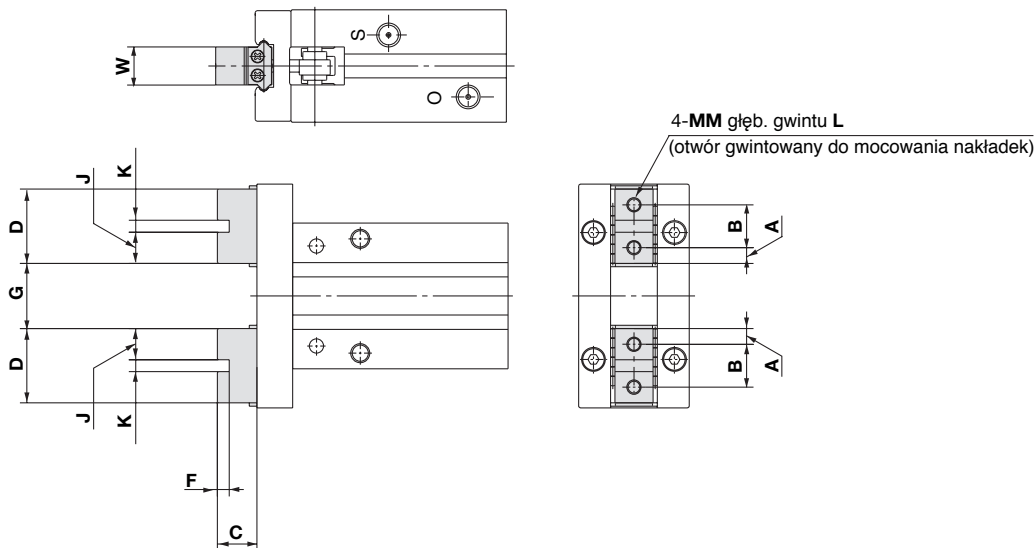 W
S
O
4-MM głęb. gwintu L
(otwór gwintowany do mocowania nakładek)
J
K
D
G
D
J
K
F
C
B
A
B
A